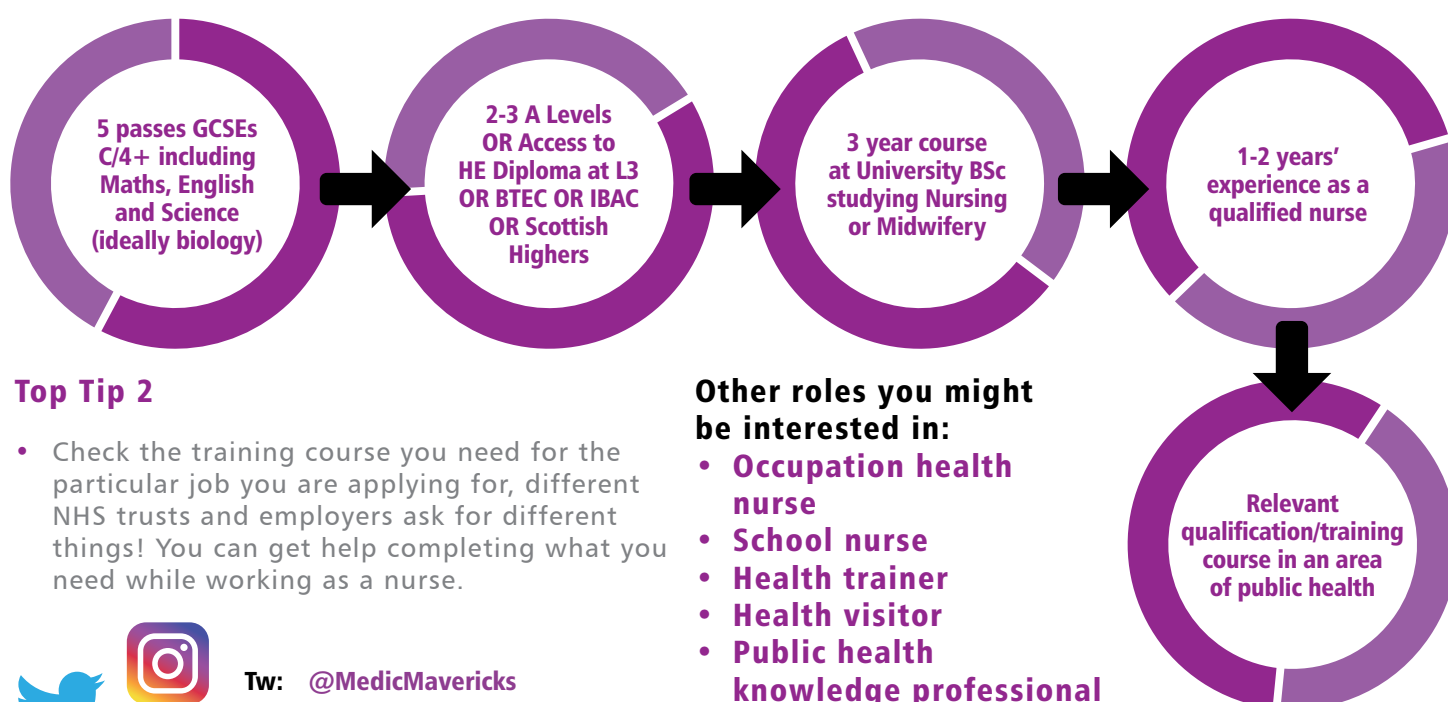 5 passes GCSEs
C/4+ including
Maths, English
and Science
(ideally biology)
2-3 A Levels
OR Access to
HE Diploma at L3
OR BTEC OR IBAC
OR Scottish
Highers
3 year course
at University BSc
studying Nursing
or Midwifery
1-2 years’
experience as a
qualified nurse
Relevant
qualification/training
course in an area
of public health
Top Tip 2
• Check the training course you need for the
particular job you are applying for, different
NHS trusts and employers ask for different
things! You can get help completing what you
need while working as a nurse.
Tw: @MedicMavericks
Other roles you might
be interested in:
• Occupation health
nurse
• School nurse
• Health trainer
• Health visitor
• Public health
knowledge professional